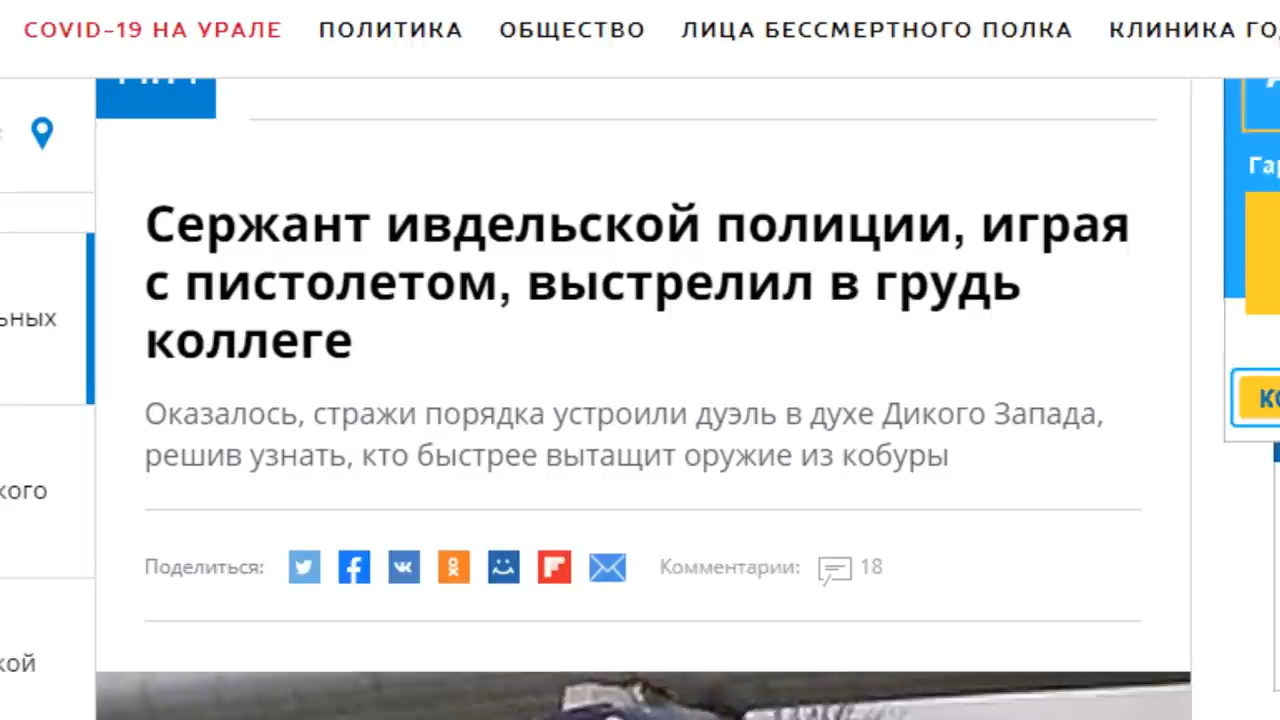 COVID-19 НА УРАЛЕ ПОЛИТИКА ОБЩЕСТВО ЛИЦА БЕССМЕРТНОГО ПОЛКА КЛИНИКА
Сержант ивдельской полиции, играя
с пистолетом, выстрелил в грудь
коллеге
Оказалось, стражи порядка устроили дуэль в духе Дикого Запада,
решив узнать, кто быстрее вытащит оружие из кобуры
Поделиться: Комментарии: 18